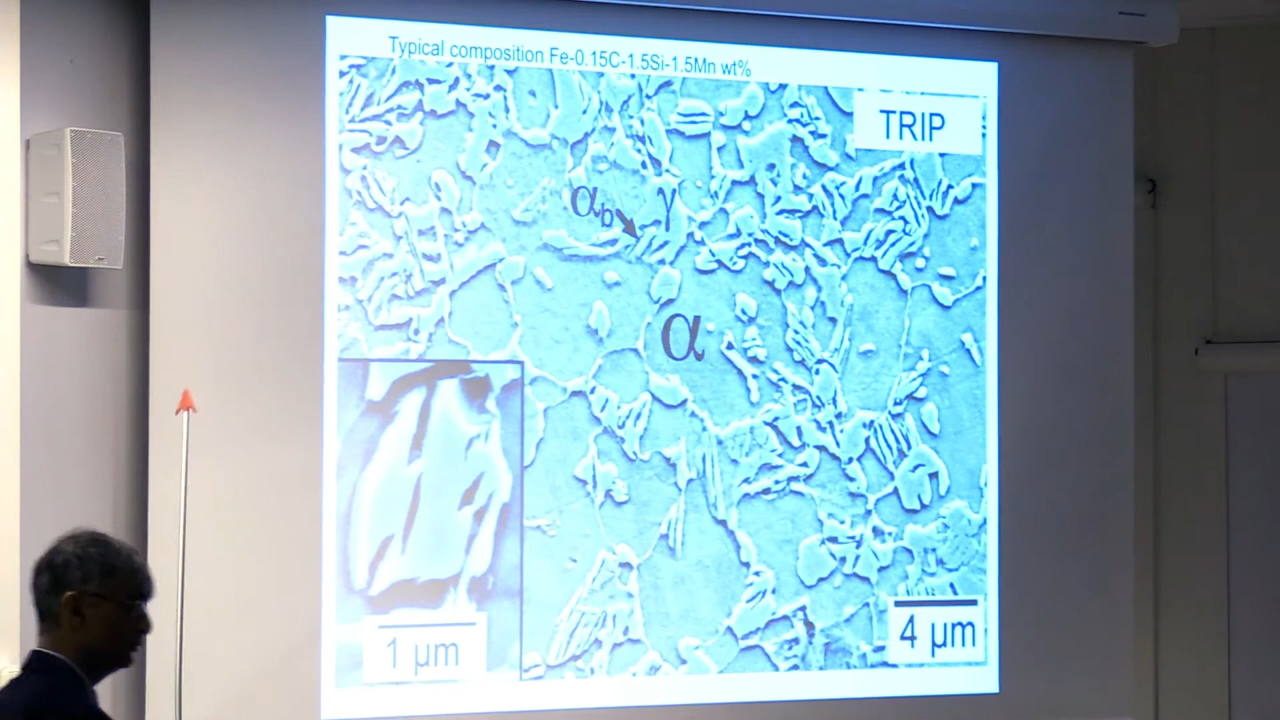 Typical composition Fe-0.15C-1.5Si-1.5Mn wt%
TRIP
αb
γ
α
1 μm
4 μm